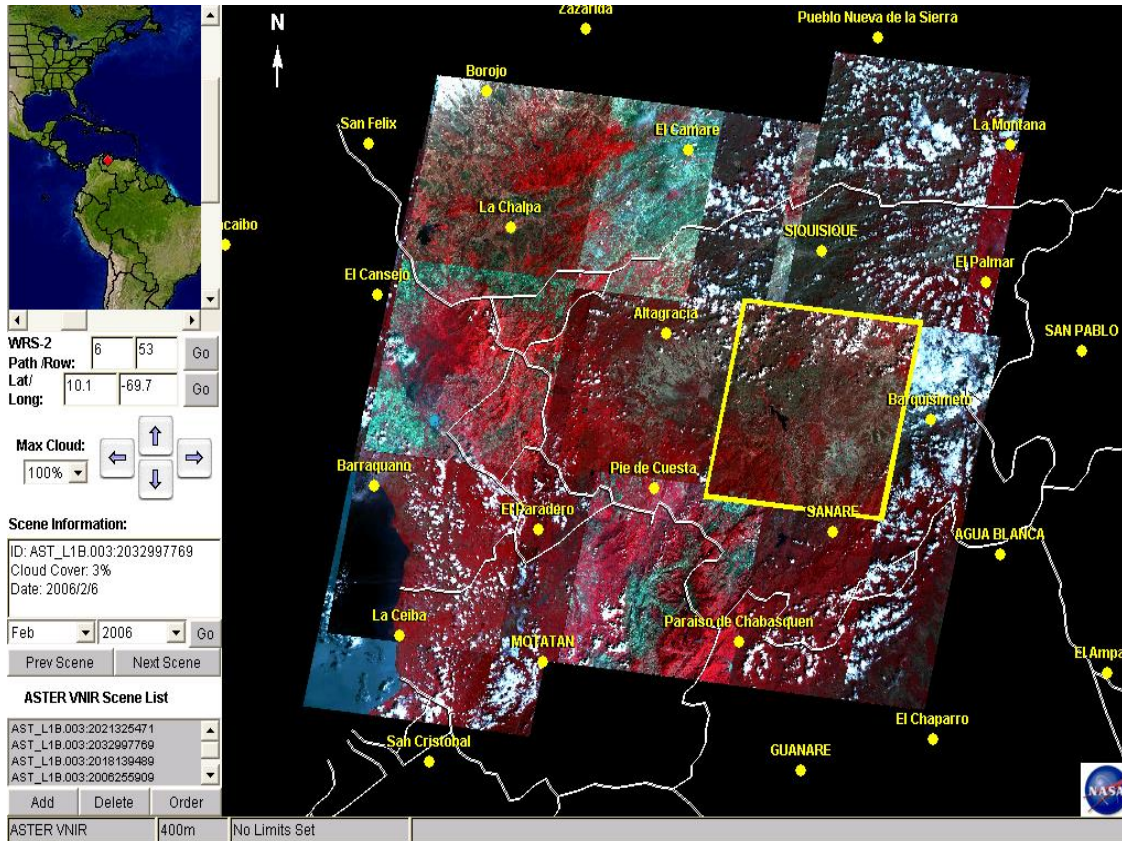 Zazarida
Pueblo Nueva de la Sierra
N
Borojo
San Felix
El Camare
La Montana
La Chalpa
acaibo
SIQUISIQUE
El Palmar
El Cansejo
Altagracia
SAN PABLO
WRS-2
Path /Row: 6 53 Go
Lat/
Long: 10.1 -69.7 Go
Barquisimeto
Max Cloud:
100%
Barraquano
Pie de Cuesta
El Paradero
SANARE
AGUA BLANCA
Scene Information:
ID: AST_L1B.003:2032997769
Cloud Cover: 3%
Date: 2006/2/6
La Ceiba
Paraiso de Chabasquen
Feb 2006 Go
MOTATAN
Prev Scene Next Scene
El Ampa
ASTER VNIR Scene List
AST_L1B.003:2021325471
AST_L1B.003:2032997769
AST_L1B.003:2018139489
AST_L1B.003:2006255909
El Chaparro
San Cristobal
GUANARE
NASA
Add Delete Order
ASTER VNIR 400m No Limits Set